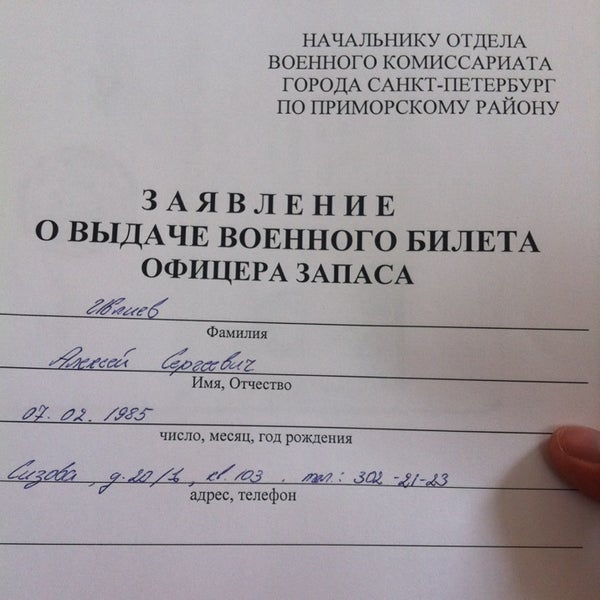 НАЧАЛЬНИКУ ОТДЕЛА
ВОЕННОГО КОМИССАРИАТА
ГОРОДА САНКТ-ПЕТЕРБУРГ
ПО ПРИМОРСКОМУ РАЙОНУ
ЗАЯВЛЕНИЕ
О ВЫДАЧЕ ВОЕННОГО БИЛЕТА
ОФИЦЕРА ЗАПАСА
Фамилия
Алексей Сергеевич
Имя, Отчество
07.02.1985
число, месяц, год рождения
Сизова, д.20/ кв.103, тел.: 302-21-23
адрес, телефон